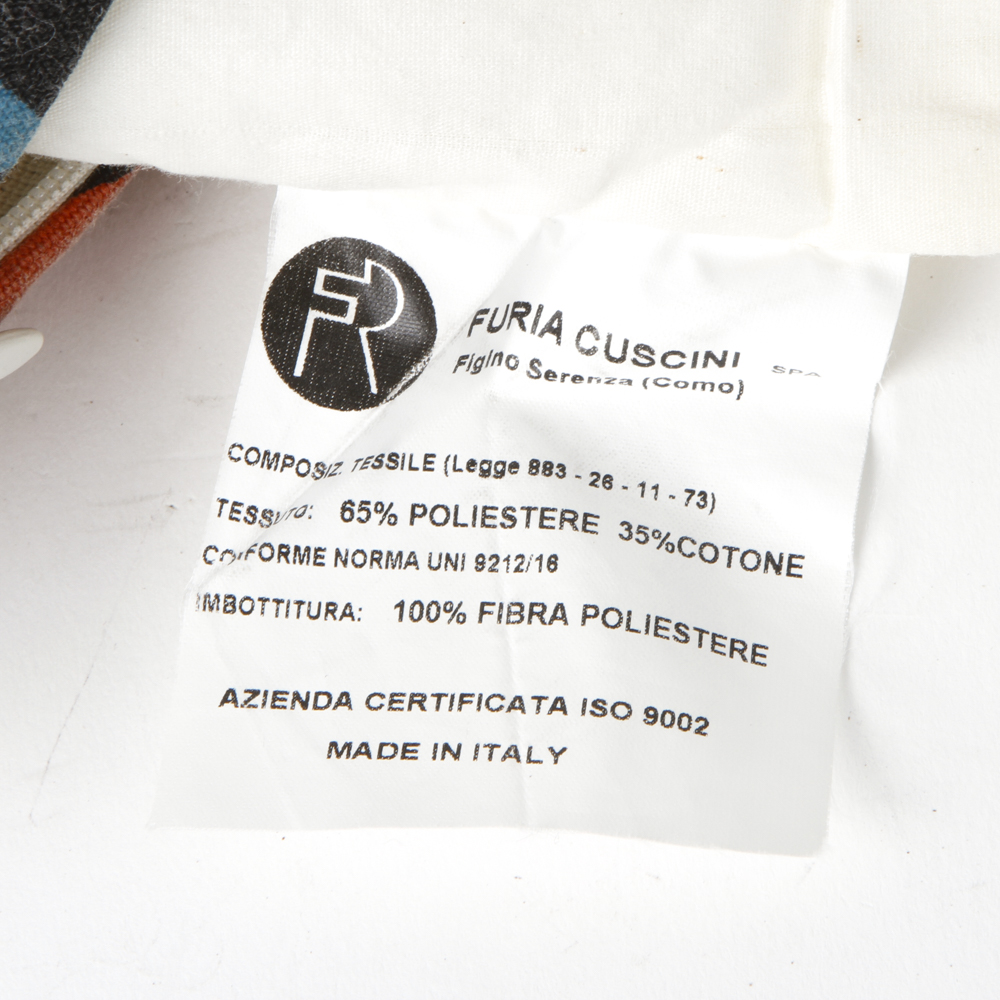 FR
FURIA CUSCINI SPA
Figino Serenza (Como)
COMPOSIZ. TESSILE (Legge 883 - 26 - 11 - 73)
TESSUTO: 65% POLIESTERE 35%COTONE
CONFORME NORMA UNI 9212/16
IMBOTTITURA: 100% FIBRA POLIESTERE
AZIENDA CERTIFICATA ISO 9002
MADE IN ITALY